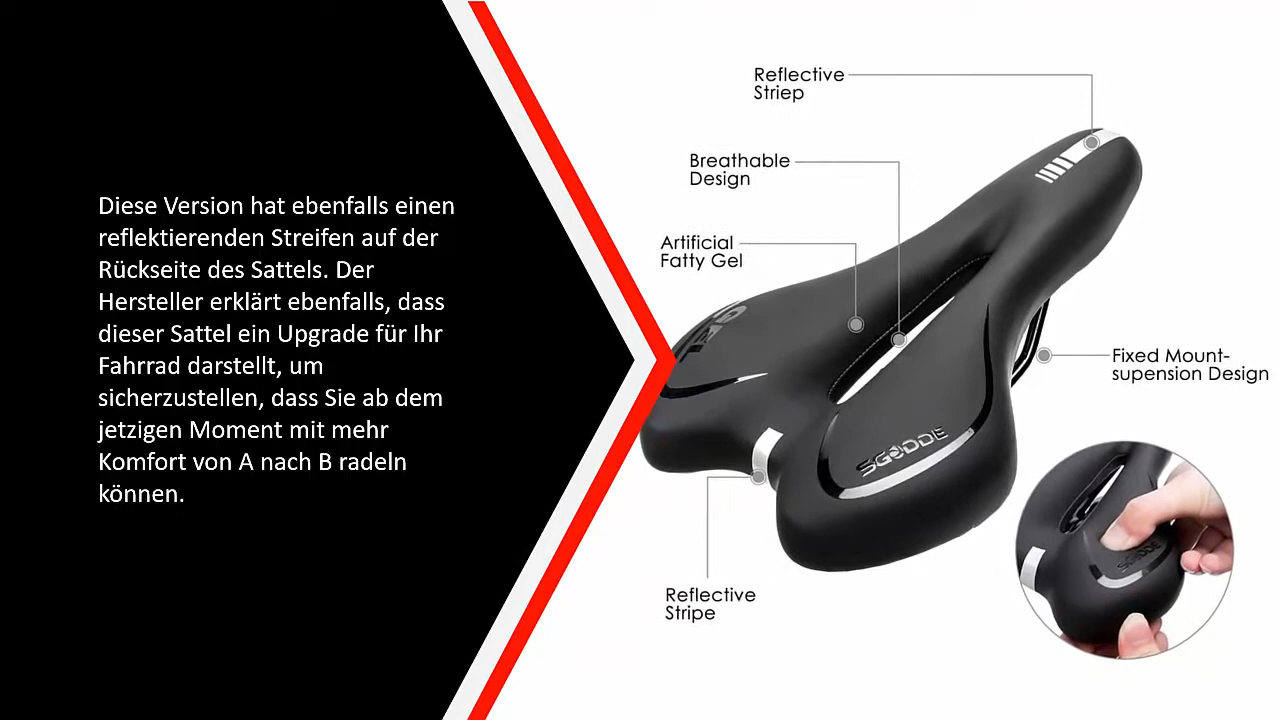 Diese Version hat ebenfalls einen
reflektierenden Streifen auf der
Rückseite des Sattels. Der
Hersteller erklärt ebenfalls, dass
dieser Sattel ein Upgrade für Ihr
Fahrrad darstellt, um
sicherzustellen, dass Sie ab dem
jetzigen Moment mit mehr
Komfort von A nach B radeln
können.
Reflective
Striep
Breathable
Design
Artificial
Fatty Gel
GEL
Fixed Mount-
supension Design
SGODDE
Reflective
Stripe
SGODDE